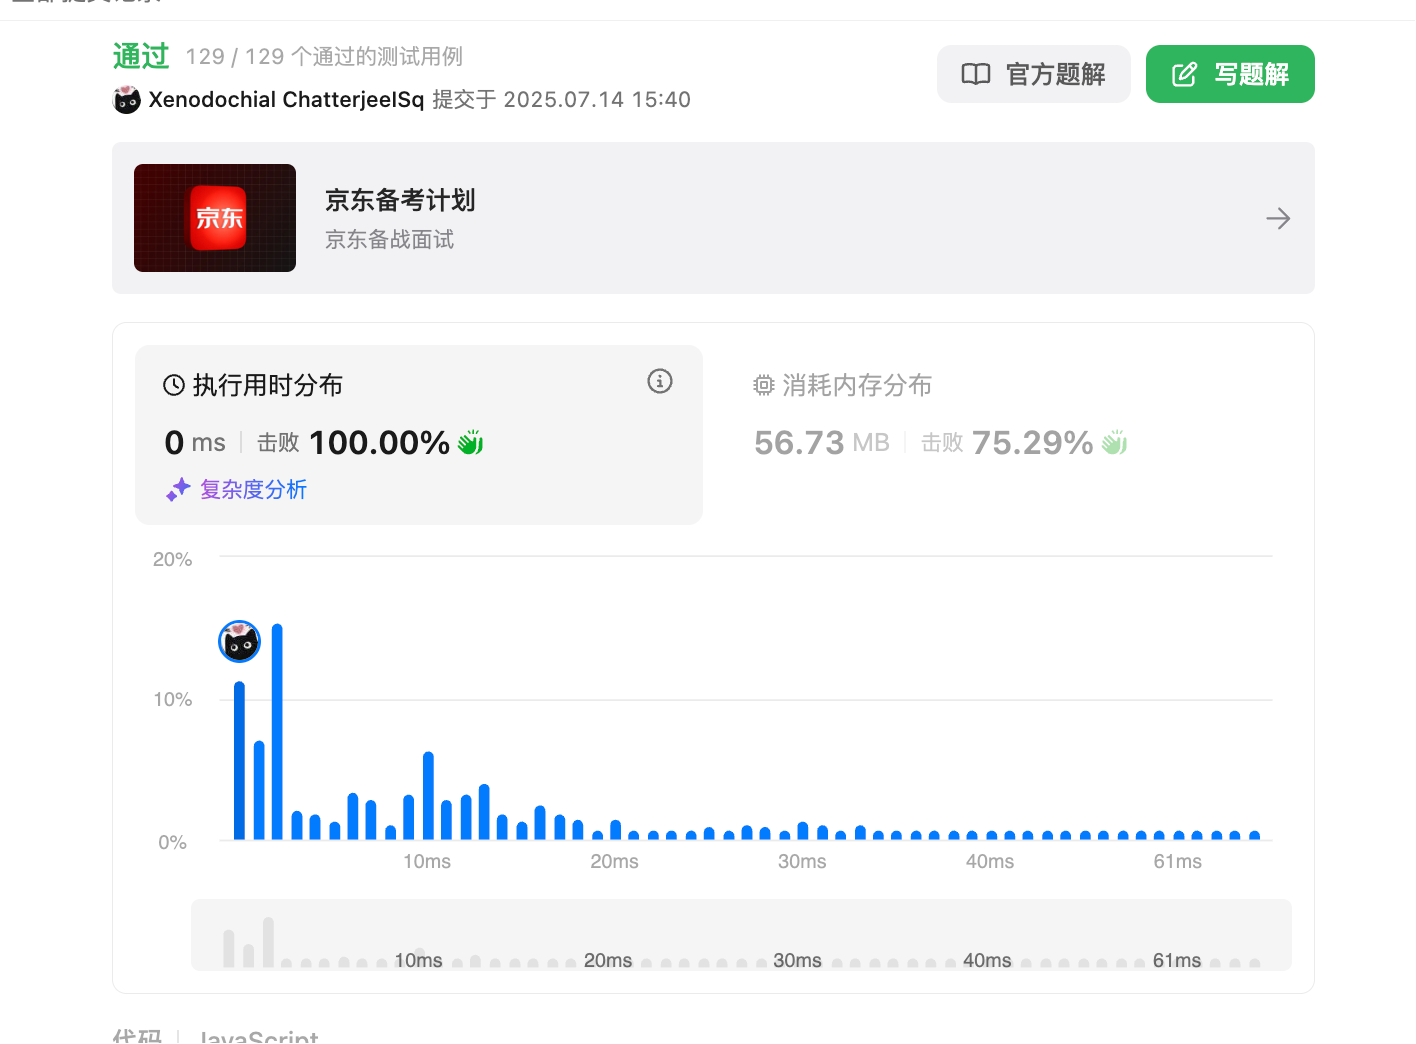 通过 129 / 129 个通过的测试用例
官方题解
写题解
Xenodochial ChatterjeeISq 提交于 2025.07.14 15:40
京东
京东备考计划
京东备战面试
执行用时分布
0 ms 击败 100.00%
复杂度分析
消耗内存分布
56.73 MB 击败 75.29%
20%
10%
0%
10ms 20ms 30ms 40ms 61ms
10ms 20ms 30ms 40ms 61ms
代码 JavaScript